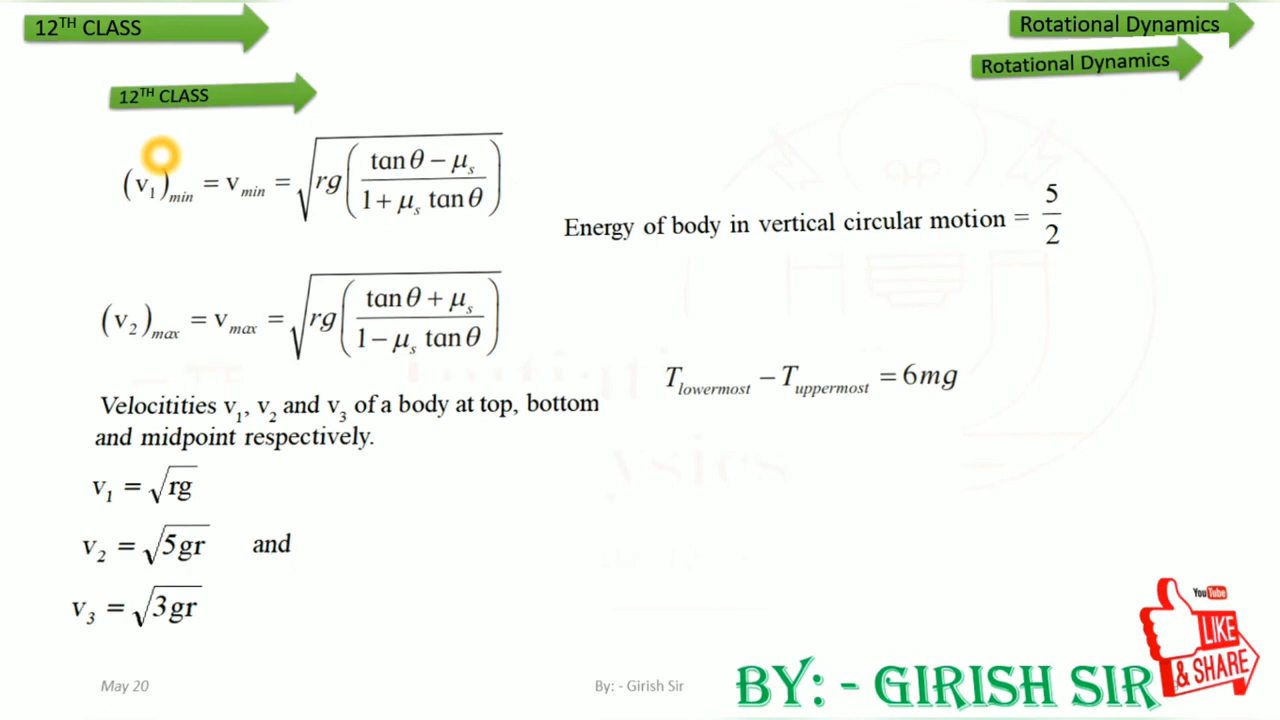 12TH CLASS
Rotational Dynamics
Rotational Dynamics
12TH CLASS
(v₁)min = vmin = √(rg((tanθ − μₛ)/(1 + μₛ tanθ)))
Energy of body in vertical circular motion = 5/2
(v₂)max = vmax = √(rg((tanθ + μₛ)/(1 − μₛ tanθ)))
Tlowermost − Tuppermost = 6mg
Velocitities v₁, v₂ and v₃ of a body at top, bottom
and midpoint respectively.
v₁ = √rg
v₂ = √5gr and
v₃ = √3gr
YouTube
LIKE
& SHARE
May 20
By: - Girish Sir
BY: - GIRISH SIR